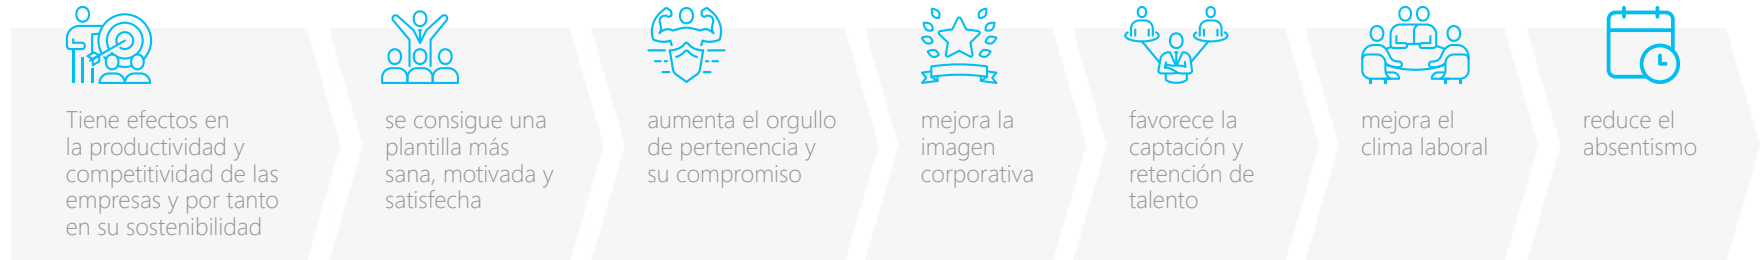 Tiene efectos en
la productividad y
competitividad de las
empresas y por tanto
en su sostenibilidad
se consigue una
plantilla más
sana, motivada y
satisfecha
aumenta el orgullo
de pertenencia y
su compromiso
mejora la
imagen
corporativa
favorece la
captación y
retención de
talento
mejora el
clima laboral
reduce el
absentismo